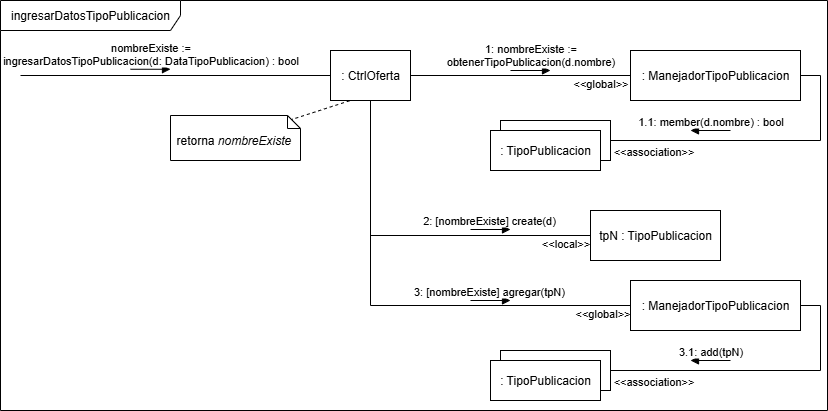 ingresarDatosTipoPublicacion
nombreExiste :=
ingresarDatosTipoPublicacion(d: DataTipoPublicacion) : bool
: CtrlOferta
1: nombreExiste :=
obtenerTipoPublicacion(d.nombre)
<<global>>
: ManejadorTipoPublicacion
retorna nombreExiste
1.1: member(d.nombre) : bool
: TipoPublicacion
<<association>>
2: [nombreExiste] create(d)
<<local>>
tpN : TipoPublicacion
3: [nombreExiste] agregar(tpN)
<<global>>
: ManejadorTipoPublicacion
3.1: add(tpN)
: TipoPublicacion
<<association>>